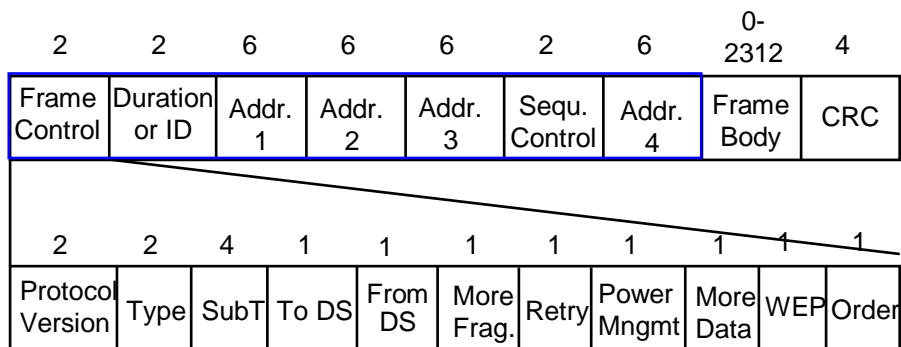 0-
2 2 6 6 6 2 6 2312 4
Frame Duration Addr. Addr. Addr. Sequ. Addr. Frame CRC
Control or ID 1 2 3 Control 4 Body
2 2 4 1 1 1 1 1 1 1 1
Protocol Type SubT To DS From More Retry Power More WEP Order
Version DS Frag. Mngmt Data